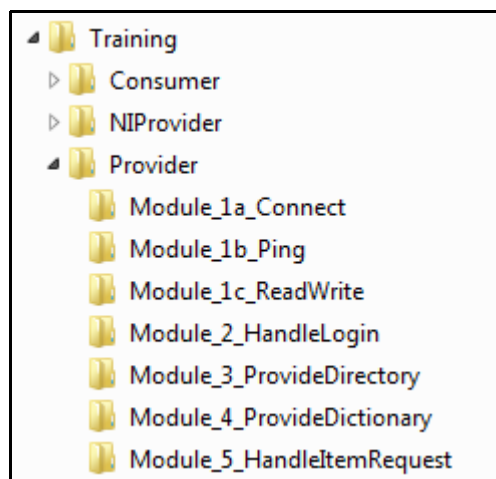 Training
Consumer
NIProvider
Provider
Module_1a_Connect
Module_1b_Ping
Module_1c_ReadWrite
Module_2_HandleLogin
Module_3_ProvideDirectory
Module_4_ProvideDictionary
Module_5_HandleItemRequest